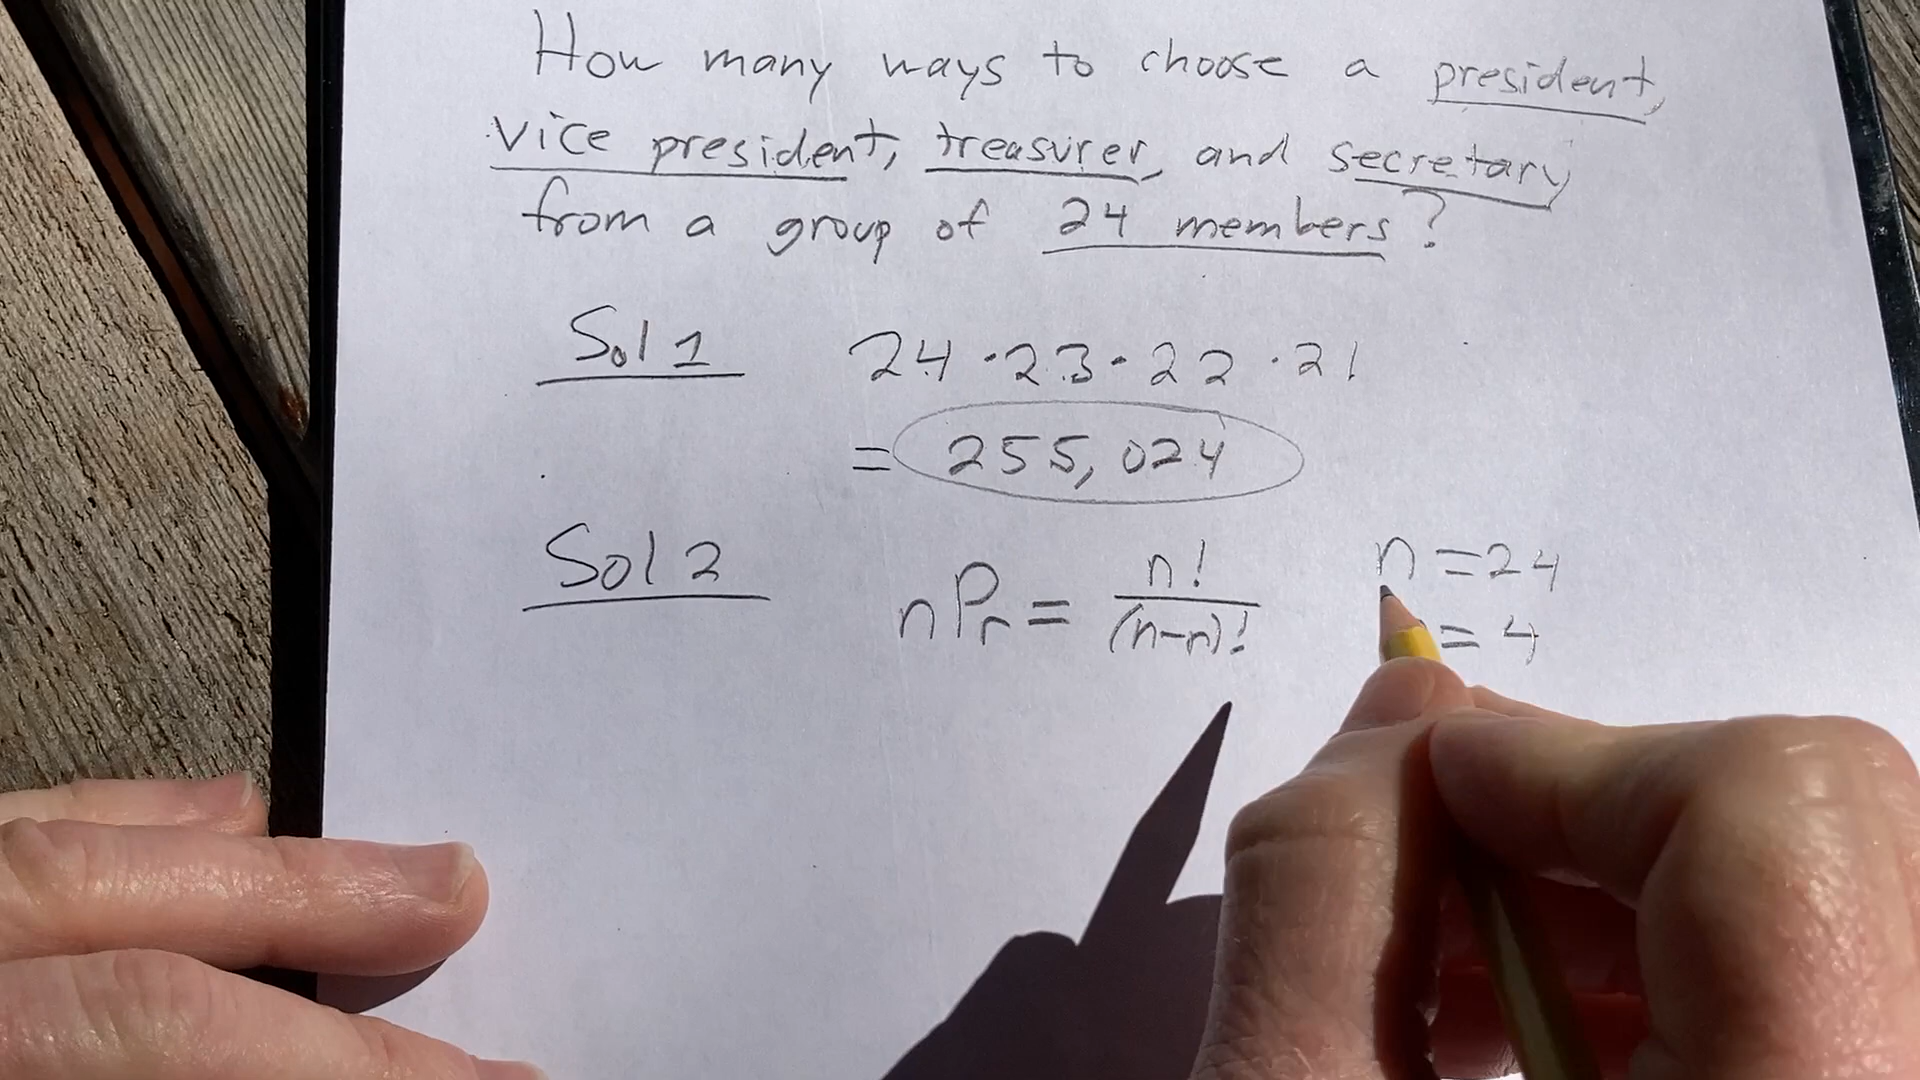 How many ways to choose a president,
vice president, treasurer, and secretary
from a group of 24 members?
Sol 1 24 · 23 · 22 · 21
= 255,024
Sol 2 nPr = n! / (n-r)! n = 24
= 4